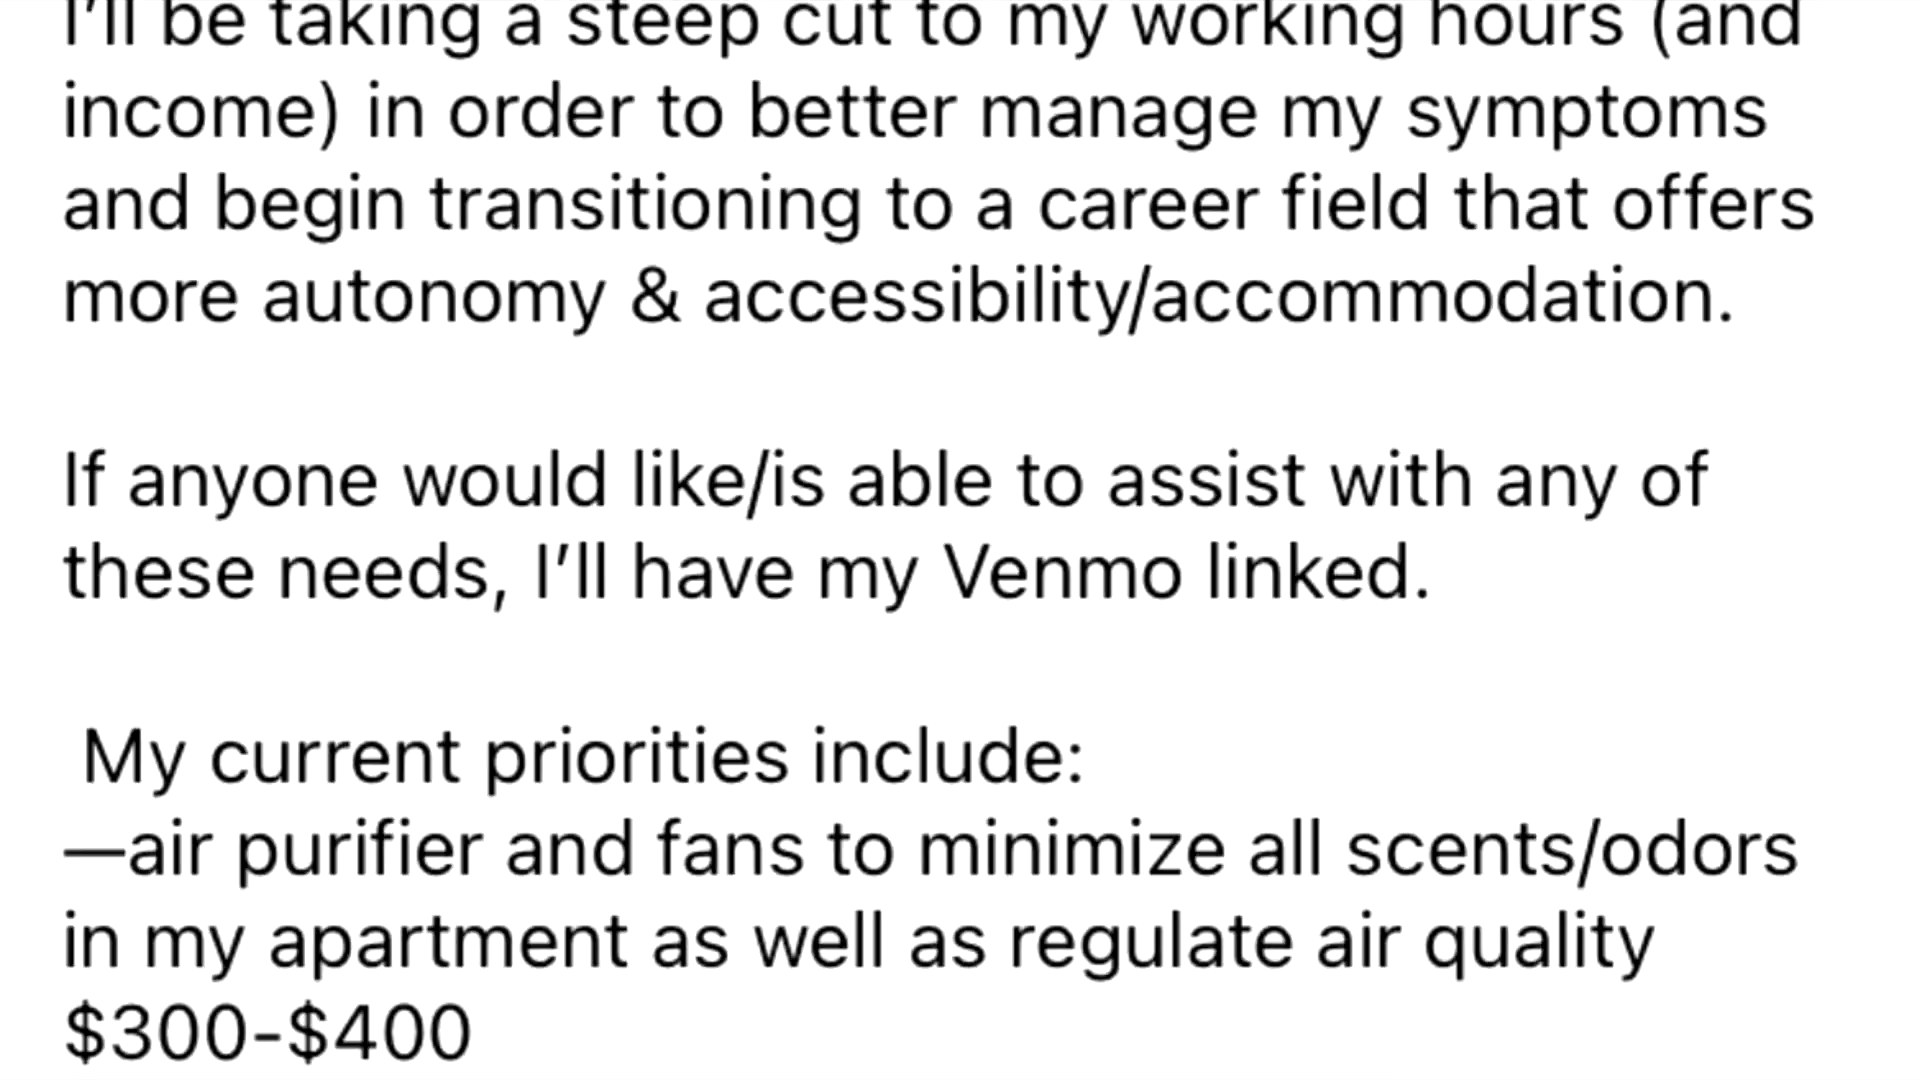 I’ll be taking a steep cut to my working hours (and
income) in order to better manage my symptoms
and begin transitioning to a career field that offers
more autonomy & accessibility/accommodation.
If anyone would like/is able to assist with any of
these needs, I’ll have my Venmo linked.
My current priorities include:
—air purifier and fans to minimize all scents/odors
in my apartment as well as regulate air quality
$300-$400